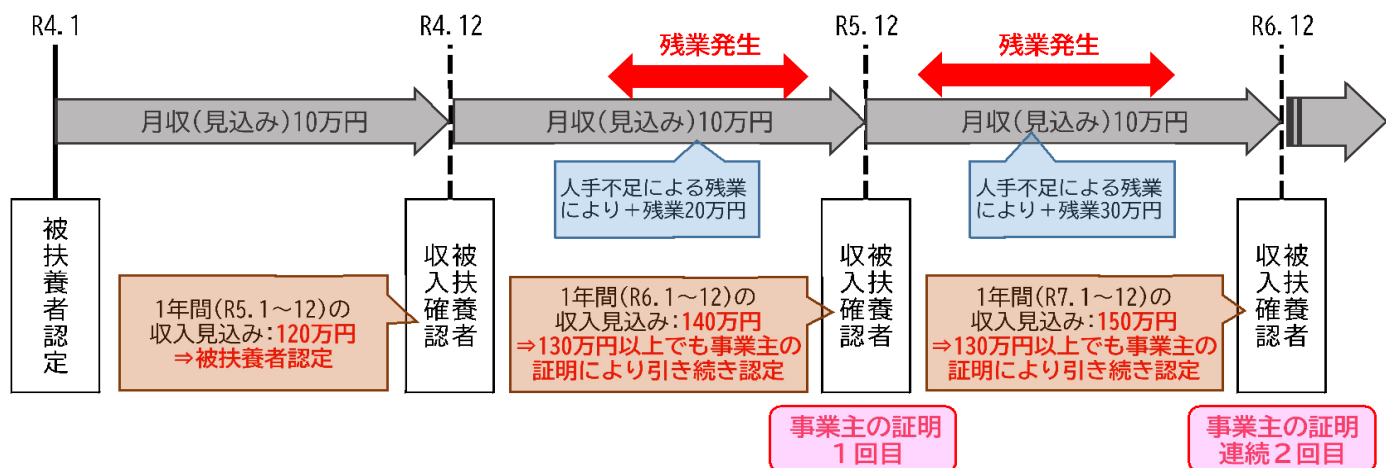 R4.1
R4.12
R5.12
R6.12
残業発生
残業発生
月収(見込み)10万円
月収(見込み)10万円
月収(見込み)10万円
人手不足による残業
により＋残業20万円
人手不足による残業
により＋残業30万円
被扶養者認定
被扶養者
収入確認
被扶養者
収入確認
被扶養者
収入確認
1年間(R5.1～12)の
収入見込み:120万円
⇒被扶養者認定
1年間(R6.1～12)の
収入見込み:140万円
⇒130万円以上でも事業主の
証明により引き続き認定
1年間(R7.1～12)の
収入見込み:150万円
⇒130万円以上でも事業主の
証明により引き続き認定
事業主の証明
１回目
事業主の証明
連続２回目